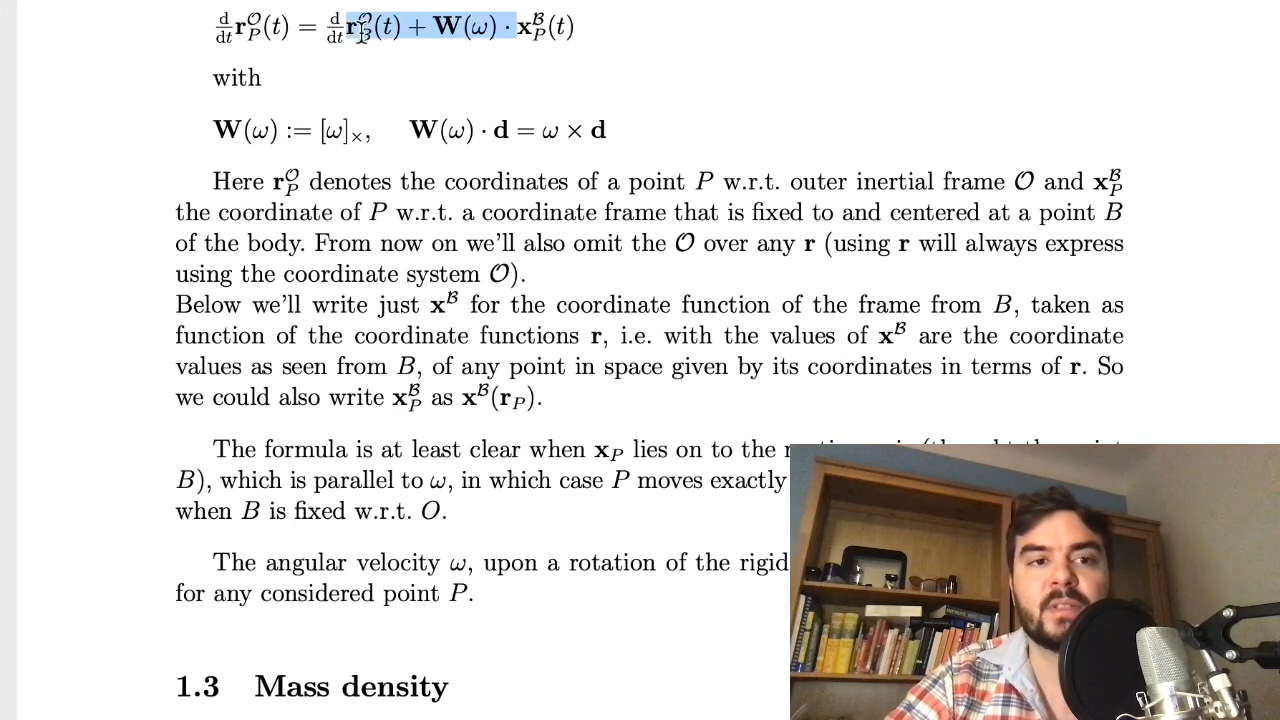 d/dt r_P^𝒪(t) = d/dt r_ℬ^𝒪(t) + W(ω) · x_P^ℬ(t)
with
W(ω) := [ω]×, W(ω) · d = ω × d
Here r_P^𝒪 denotes the coordinates of a point P w.r.t. outer inertial frame 𝒪 and x_P^ℬ
the coordinate of P w.r.t. a coordinate frame that is fixed to and centered at a point B
of the body. From now on we'll also omit the 𝒪 over any r (using r will always express
using the coordinate system 𝒪).
Below we'll write just x^ℬ for the coordinate function of the frame from B, taken as
function of the coordinate functions r, i.e. with the values of x^ℬ are the coordinate
values as seen from B, of any point in space given by its coordinates in terms of r. So
we could also write x_P^ℬ as x^ℬ(r_P).
The formula is at least clear when x_P lies on to the
B), which is parallel to ω, in which case P moves exactly
when B is fixed w.r.t. O.
The angular velocity ω, upon a rotation of the rigid
for any considered point P.
1.3 Mass density